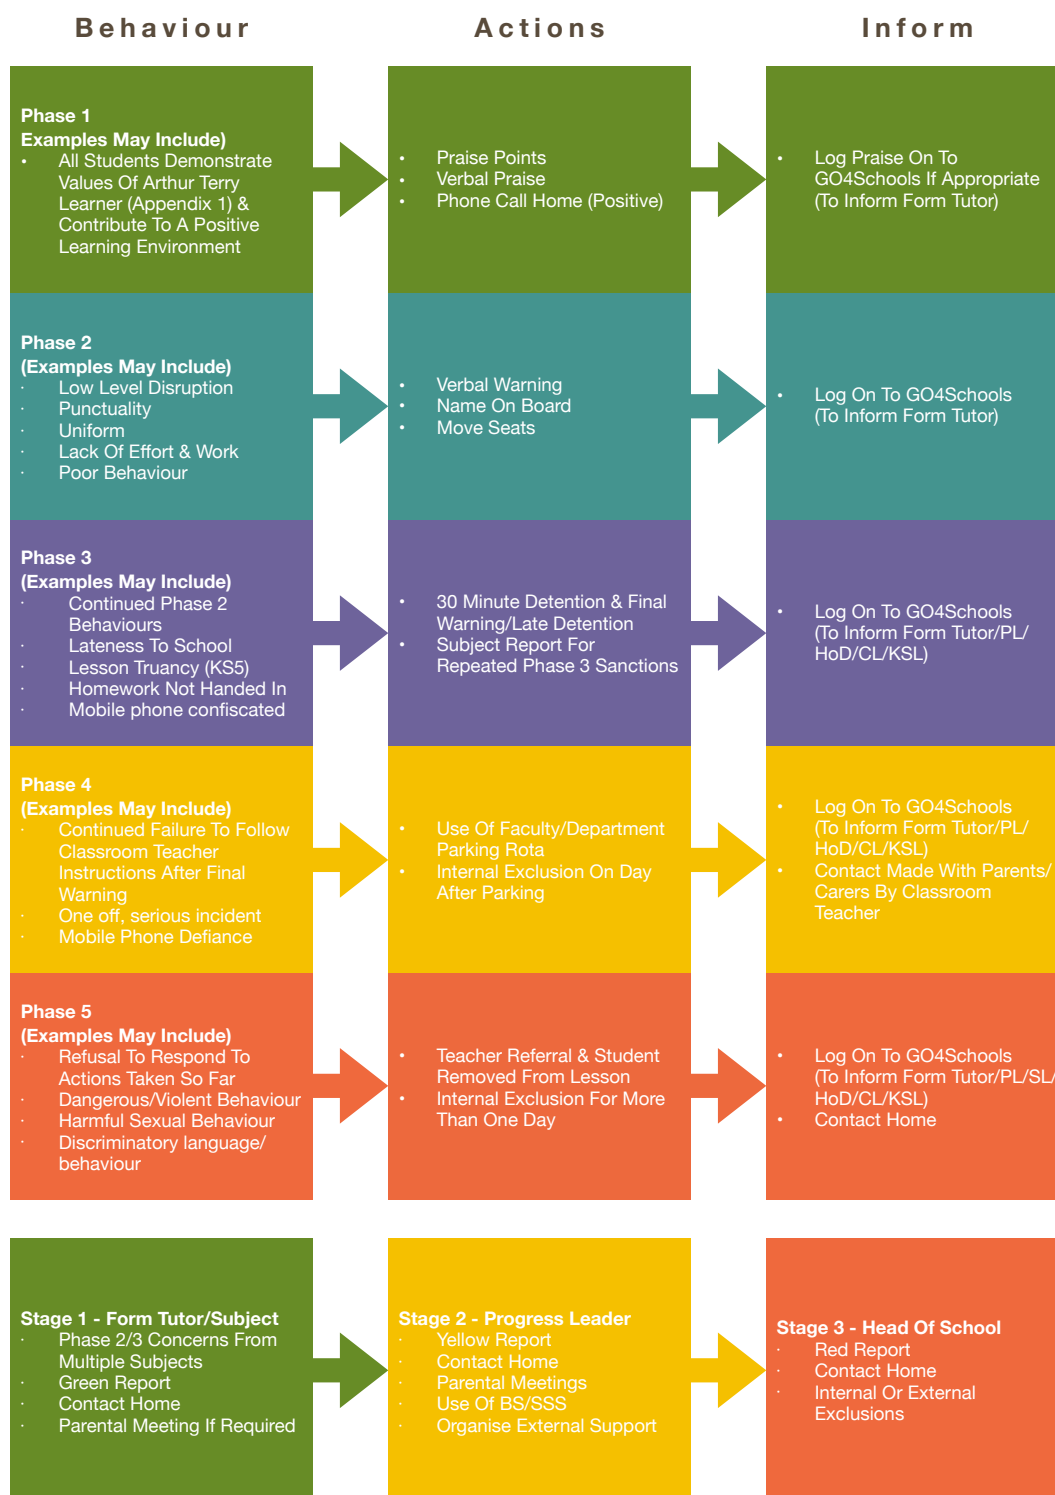 Behaviour
Actions
Inform
Phase 1
Examples May Include)
• All Students Demonstrate
Values Of Arthur Terry
Learner (Appendix 1) &
Contribute To A Positive
Learning Environment
• Praise Points
• Verbal Praise
• Phone Call Home (Positive)
• Log Praise On To
GO4Schools If Appropriate
(To Inform Form Tutor)
Phase 2
(Examples May Include)
· Low Level Disruption
· Punctuality
· Uniform
· Lack Of Effort & Work
· Poor Behaviour
• Verbal Warning
• Name On Board
• Move Seats
• Log On To GO4Schools
(To Inform Form Tutor)
Phase 3
(Examples May Include)
· Continued Phase 2
Behaviours
· Lateness To School
· Lesson Truancy (KS5)
· Homework Not Handed In
· Mobile phone confiscated
• 30 Minute Detention & Final
Warning/Late Detention
• Subject Report For
Repeated Phase 3 Sanctions
• Log On To GO4Schools
(To Inform Form Tutor/PL/
HoD/CL/KSL)
Phase 4
(Examples May Include)
· Continued Failure To Follow
Classroom Teacher
Instructions After Final
Warning
· One off, serious incident
· Mobile Phone Defiance
• Use Of Faculty/Department
Parking Rota
• Internal Exclusion On Day
After Parking
• Log On To GO4Schools
(To Inform Form Tutor/PL/
HoD/CL/KSL)
• Contact Made With Parents/
Carers By Classroom
Teacher
Phase 5
(Examples May Include)
· Refusal To Respond To
Actions Taken So Far
· Dangerous/Violent Behaviour
· Harmful Sexual Behaviour
· Discriminatory language/
behaviour
• Teacher Referral & Student
Removed From Lesson
• Internal Exclusion For More
Than One Day
• Log On To GO4Schools
(To Inform Form Tutor/PL/SL/
HoD/CL/KSL)
• Contact Home
Stage 1 - Form Tutor/Subject
· Phase 2/3 Concerns From
Multiple Subjects
· Green Report
· Contact Home
· Parental Meeting If Required
Stage 2 - Progress Leader
· Yellow Report
· Contact Home
· Parental Meetings
· Use Of BS/SSS
· Organise External Support
Stage 3 - Head Of School
· Red Report
· Contact Home
· Internal Or External
Exclusions